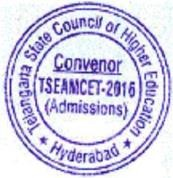 Telangana State Council of Higher Education
Convenor
TSEAMCET-2016
(Admissions)
★ Hyderabad ★